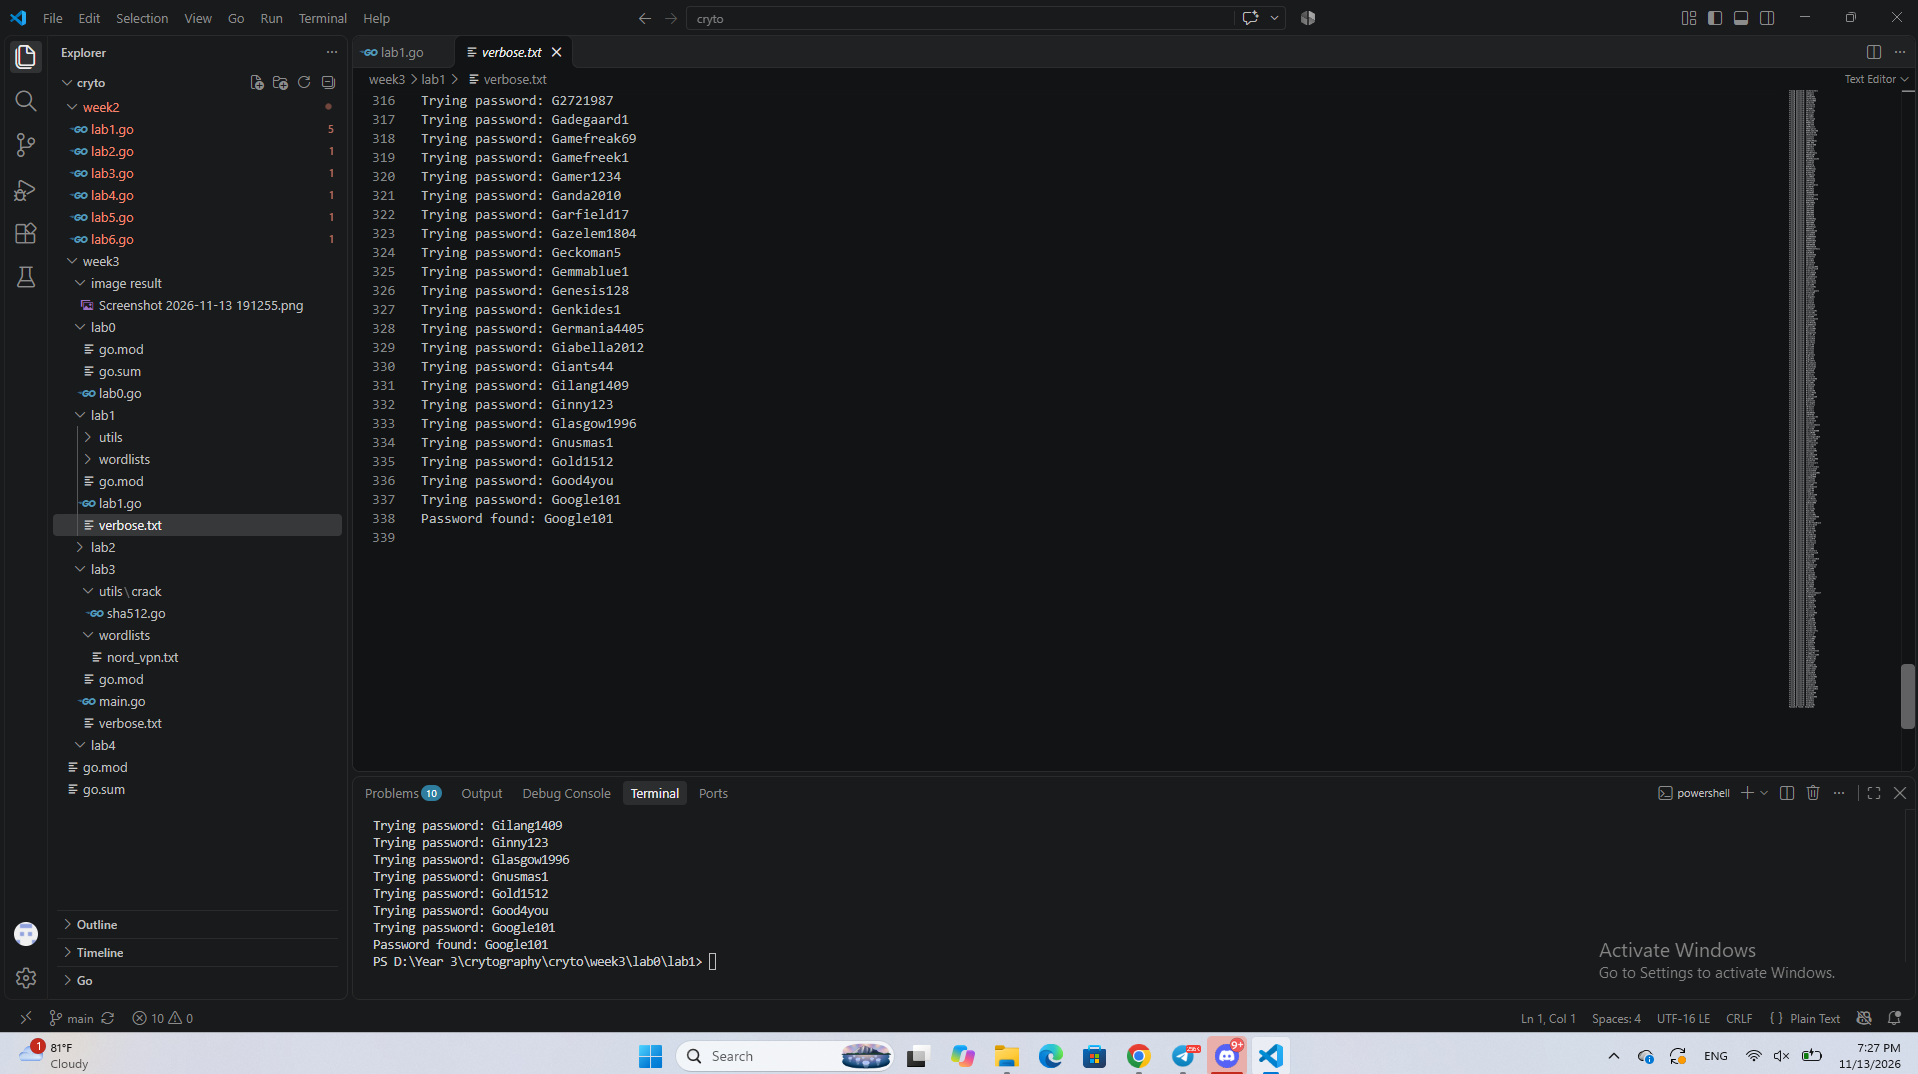 File Edit Selection View Go Run Terminal Help
cryto
Explorer
cryto
week2
lab1.go 5
lab2.go 1
lab3.go 1
lab4.go 1
lab5.go 1
lab6.go 1
week3
image result
Screenshot 2026-11-13 191255.png
lab0
go.mod
go.sum
lab0.go
lab1
utils
wordlists
go.mod
lab1.go
verbose.txt
lab2
lab3
utils\crack
sha512.go
wordlists
nord_vpn.txt
go.mod
main.go
verbose.txt
lab4
go.mod
go.sum
Outline
Timeline
Go
lab1.go verbose.txt
week3 > lab1 > verbose.txt
Text Editor
316 Trying password: G2721987
317 Trying password: Gadegaard1
318 Trying password: Gamefreak69
319 Trying password: Gamefreek1
320 Trying password: Gamer1234
321 Trying password: Ganda2010
322 Trying password: Garfield17
323 Trying password: Gazelem1804
324 Trying password: Geckoman5
325 Trying password: Gemmablue1
326 Trying password: Genesis128
327 Trying password: Genkides1
328 Trying password: Germania4405
329 Trying password: Giabella2012
330 Trying password: Giants44
331 Trying password: Gilang1409
332 Trying password: Ginny123
333 Trying password: Glasgow1996
334 Trying password: Gnusmas1
335 Trying password: Gold1512
336 Trying password: Good4you
337 Trying password: Google101
338 Password found: Google101
339
Problems 10 Output Debug Console Terminal Ports
powershell
Trying password: Gilang1409
Trying password: Ginny123
Trying password: Glasgow1996
Trying password: Gnusmas1
Trying password: Gold1512
Trying password: Good4you
Trying password: Google101
Password found: Google101
PS D:\Year 3\crytography\cryto\week3\lab0\lab1>
Activate Windows
Go to Settings to activate Windows.
main 10 0
Ln 1, Col 1 Spaces: 4 UTF-16 LE CRLF {} Plain Text
1
81°F
Cloudy
Search
9+
ENG
7:27 PM
11/13/2026